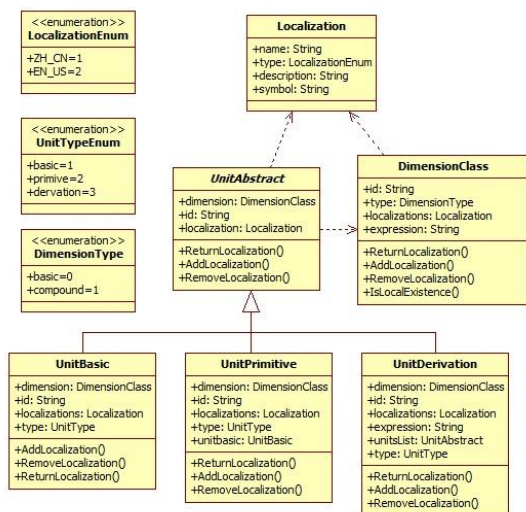 <<enumeration>>
LocalizationEnum
+ZH_CN=1
+EN_US=2
Localization
+name: String
+type: LocalizationEnum
+description: String
+symbol: String
<<enumeration>>
UnitTypeEnum
+basic=1
+primive=2
+dervation=3
<<enumeration>>
DimensionType
+basic=0
+compound=1
UnitAbstract
+dimension: DimensionClass
+id: String
+localization: Localization
+ReturnLocalization()
+AddLocalization()
+RemoveLocalization()
DimensionClass
+id: String
+type: DimensionType
+localizations: Localization
+expression: String
+ReturnLocalization()
+AddLocalization()
+RemoveLocalization()
+IsLocalExistence()
UnitBasic
+dimension: DimensionClass
+id: String
+localizations: Localization
+type: UnitType
+AddLocalization()
+RemoveLocalization()
+ReturnLocalization()
UnitPrimitive
+dimension: DimensionClass
+id: String
+localizations: Localization
+type: UnitType
+unitbasic: UnitBasic
+ReturnLocalization()
+AddLocalization()
+RemoveLocalization()
UnitDerivation
+dimension: DimensionClass
+id: String
+localizations: Localization
+expression: String
+unitsList: UnitAbstract
+type: UnitType
+ReturnLocalization()
+AddLocalization()
+RemoveLocalization()